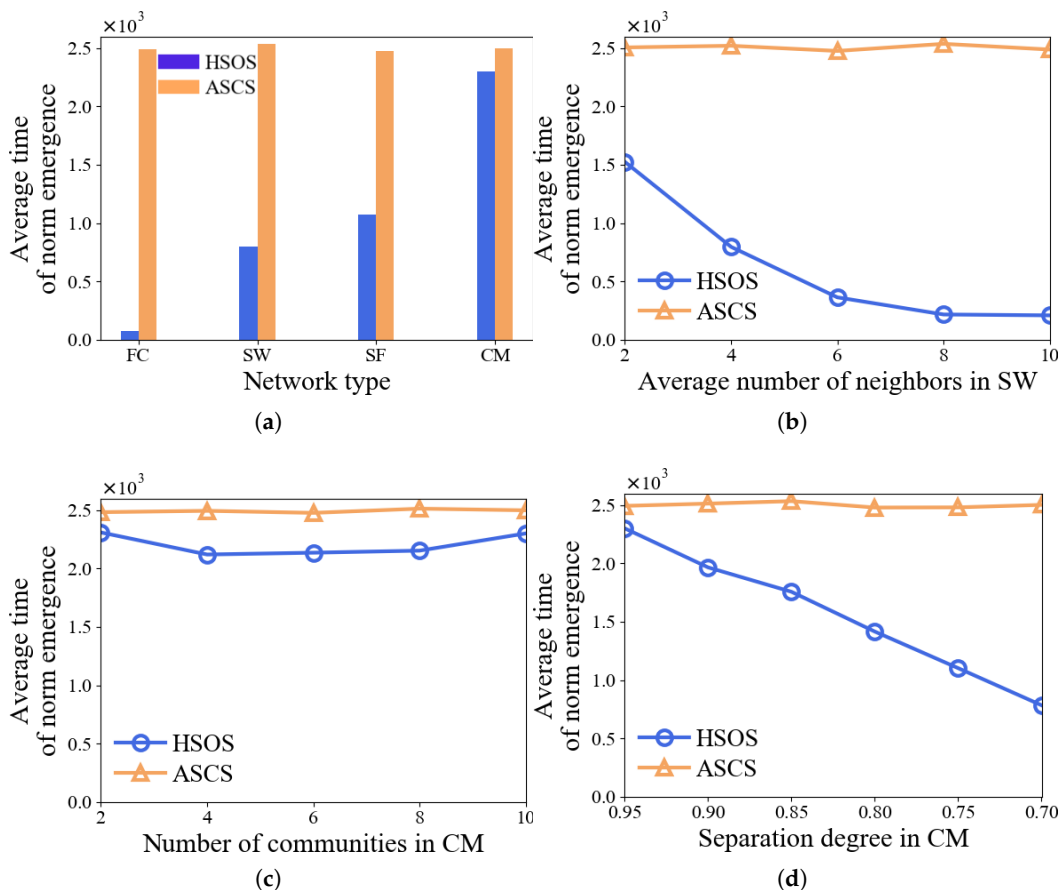 (a)
×10³
2.5
2.0
1.5
1.0
0.5
0.0
Average time
of norm emergence
HSOS
ASCS
FC SW SF CM
Network type
×10³
2.5
2.0
1.5
1.0
0.5
0.0
Average time
of norm emergence
HSOS
ASCS
2 4 6 8 10
Average number of neighbors in SW
(a)
(b)
×10³
2.5
2.0
1.5
1.0
0.5
0.0
Average time
of norm emergence
HSOS
ASCS
2 4 6 8 10
Number of communities in CM
(c)
×10³
2.5
2.0
1.5
1.0
0.5
0.0
Average time
of norm emergence
HSOS
ASCS
0.95 0.90 0.85 0.80 0.75 0.70
Separation degree in CM
(d)